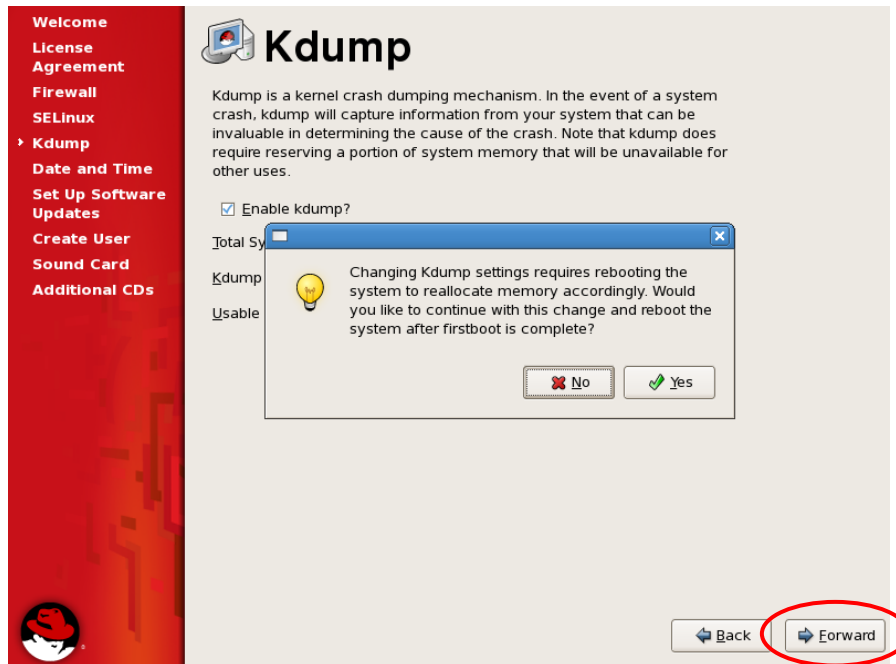 Welcome
License
Agreement
Firewall
SELinux
Kdump
Date and Time
Set Up Software
Updates
Create User
Sound Card
Additional CDs
Kdump
Kdump is a kernel crash dumping mechanism. In the event of a system
crash, kdump will capture information from your system that can be
invaluable in determining the cause of the crash. Note that kdump does
require reserving a portion of system memory that will be unavailable for
other uses.
Enable kdump?
Total Sy
Kdump
Usable
Changing Kdump settings requires rebooting the
system to reallocate memory accordingly. Would
you like to continue with this change and reboot the
system after firstboot is complete?
No
Yes
Back
Forward